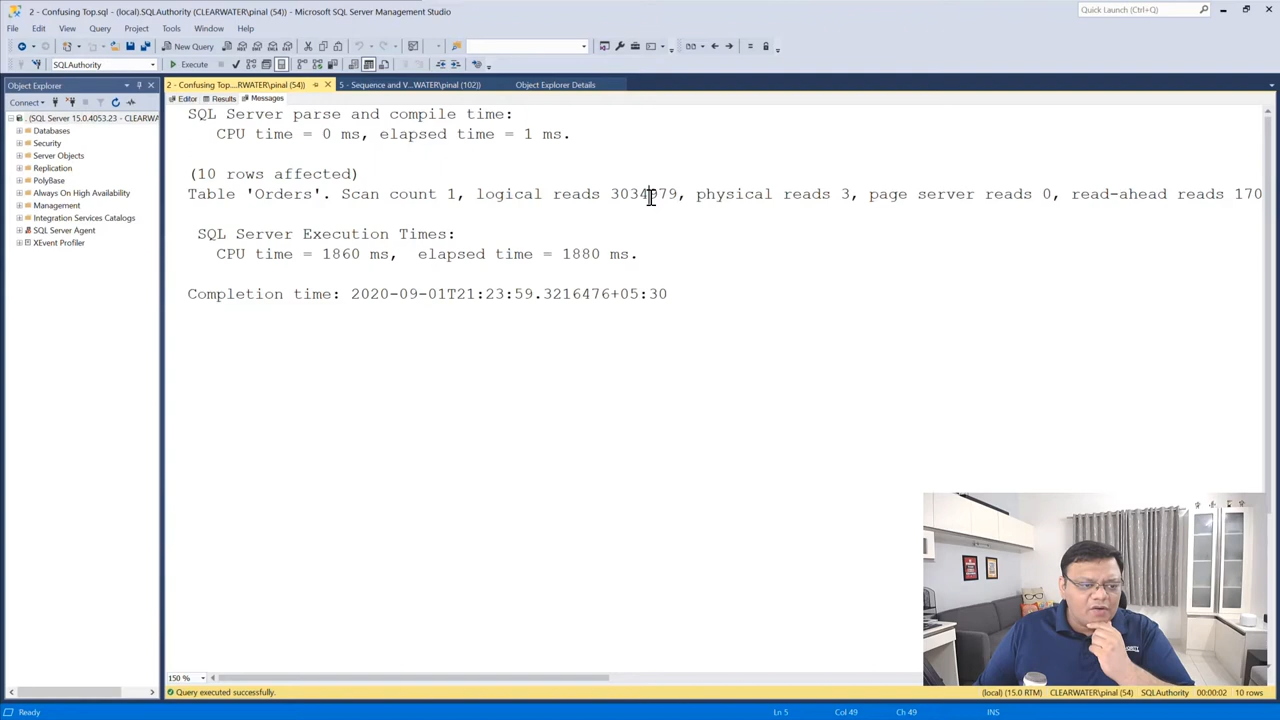 2 - Confusing Top.sql - (local).SQLAuthority (CLEARWATER\pinal (54)) - Microsoft SQL Server Management Studio
Quick Launch (Ctrl+Q)
File Edit View Query Project Tools Window Help
New Query
SQLAuthority
Execute
Object Explorer
2 - Confusing Top....RWATER\pinal (54))
5 - Sequence and V...WATER\pinal (102))
Object Explorer Details
Connect
Editor Results Messages
. (SQL Server 15.0.4053.23 - CLEARWA
Databases
Security
Server Objects
Replication
PolyBase
Always On High Availability
Management
Integration Services Catalogs
SQL Server Agent
XEvent Profiler
SQL Server parse and compile time:
CPU time = 0 ms, elapsed time = 1 ms.
(10 rows affected)
Table 'Orders'. Scan count 1, logical reads 3034979, physical reads 3, page server reads 0, read-ahead reads 170
SQL Server Execution Times:
CPU time = 1860 ms, elapsed time = 1880 ms.
Completion time: 2020-09-01T21:23:59.3216476+05:30
150 %
Query executed successfully.
(local) (15.0 RTM) CLEARWATER\pinal (54) SQLAuthority 00:00:02 10 rows
Ready
Ln 5 Col 49 Ch 49 INS